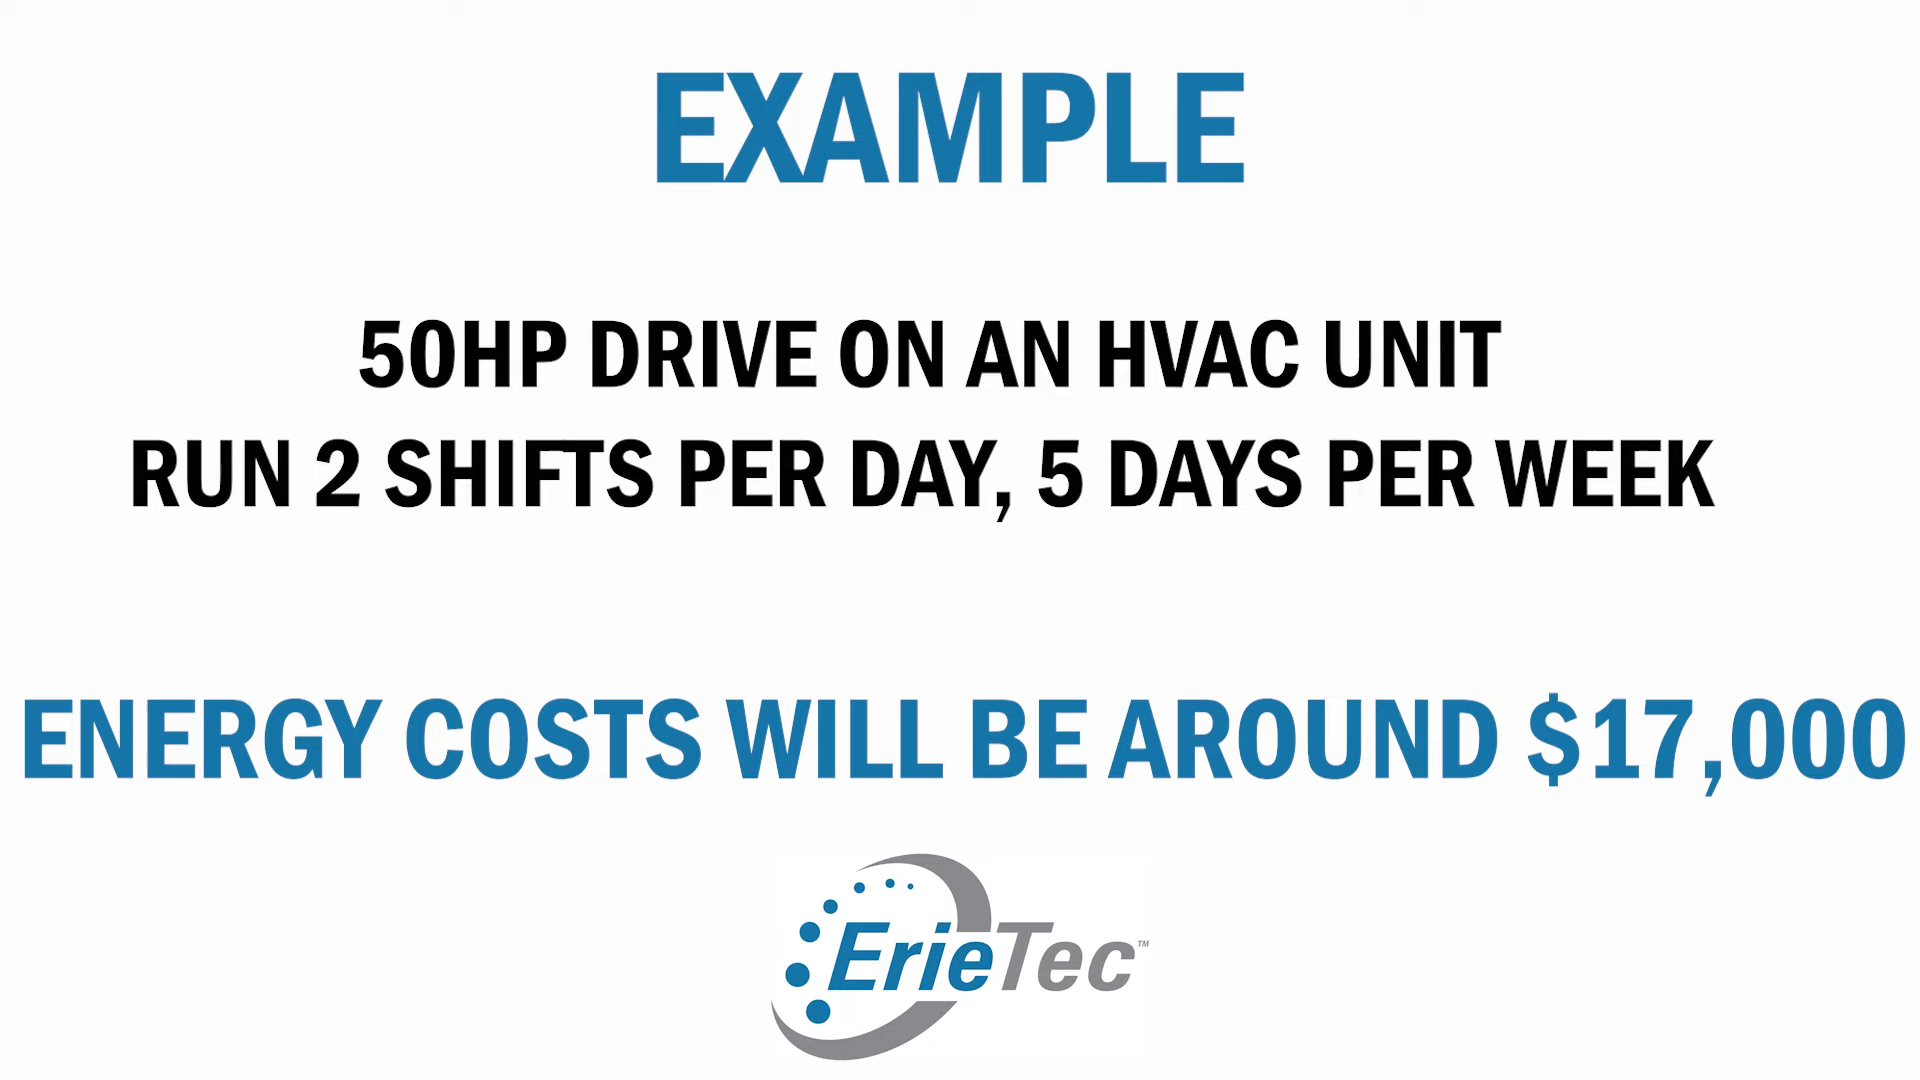 EXAMPLE
50HP DRIVE ON AN HVAC UNIT
RUN 2 SHIFTS PER DAY, 5 DAYS PER WEEK
ENERGY COSTS WILL BE AROUND $17,000
ErieTec™